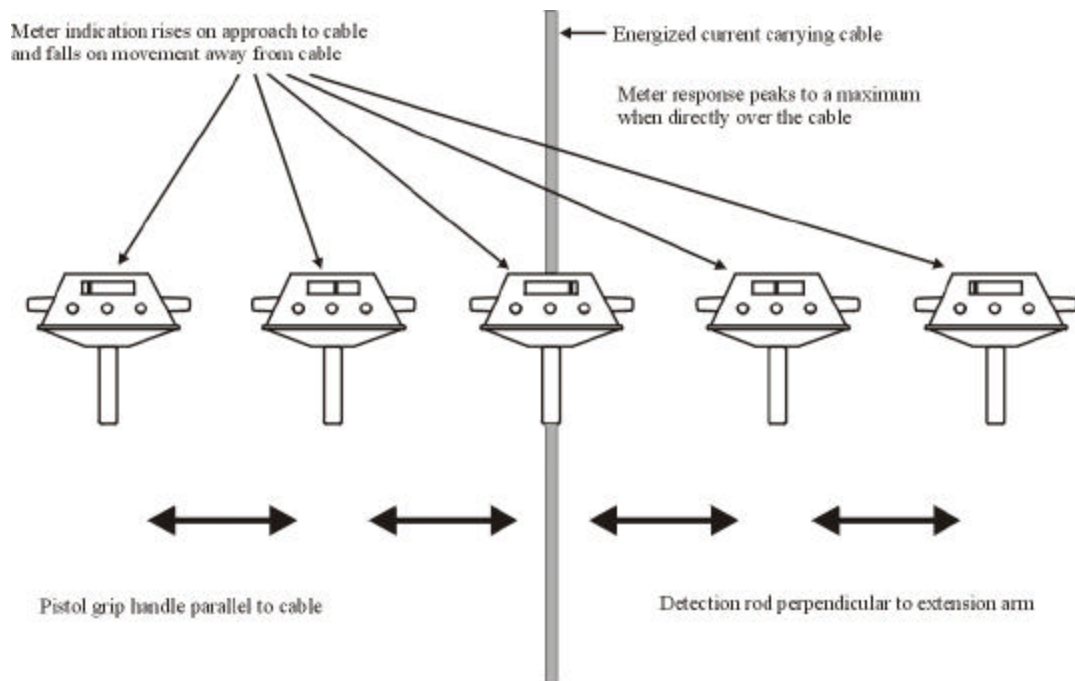 Meter indication rises on approach to cable
and falls on movement away from cable
Energized current carrying cable
Meter response peaks to a maximum
when directly over the cable
Pistol grip handle parallel to cable
Detection rod perpendicular to extension arm